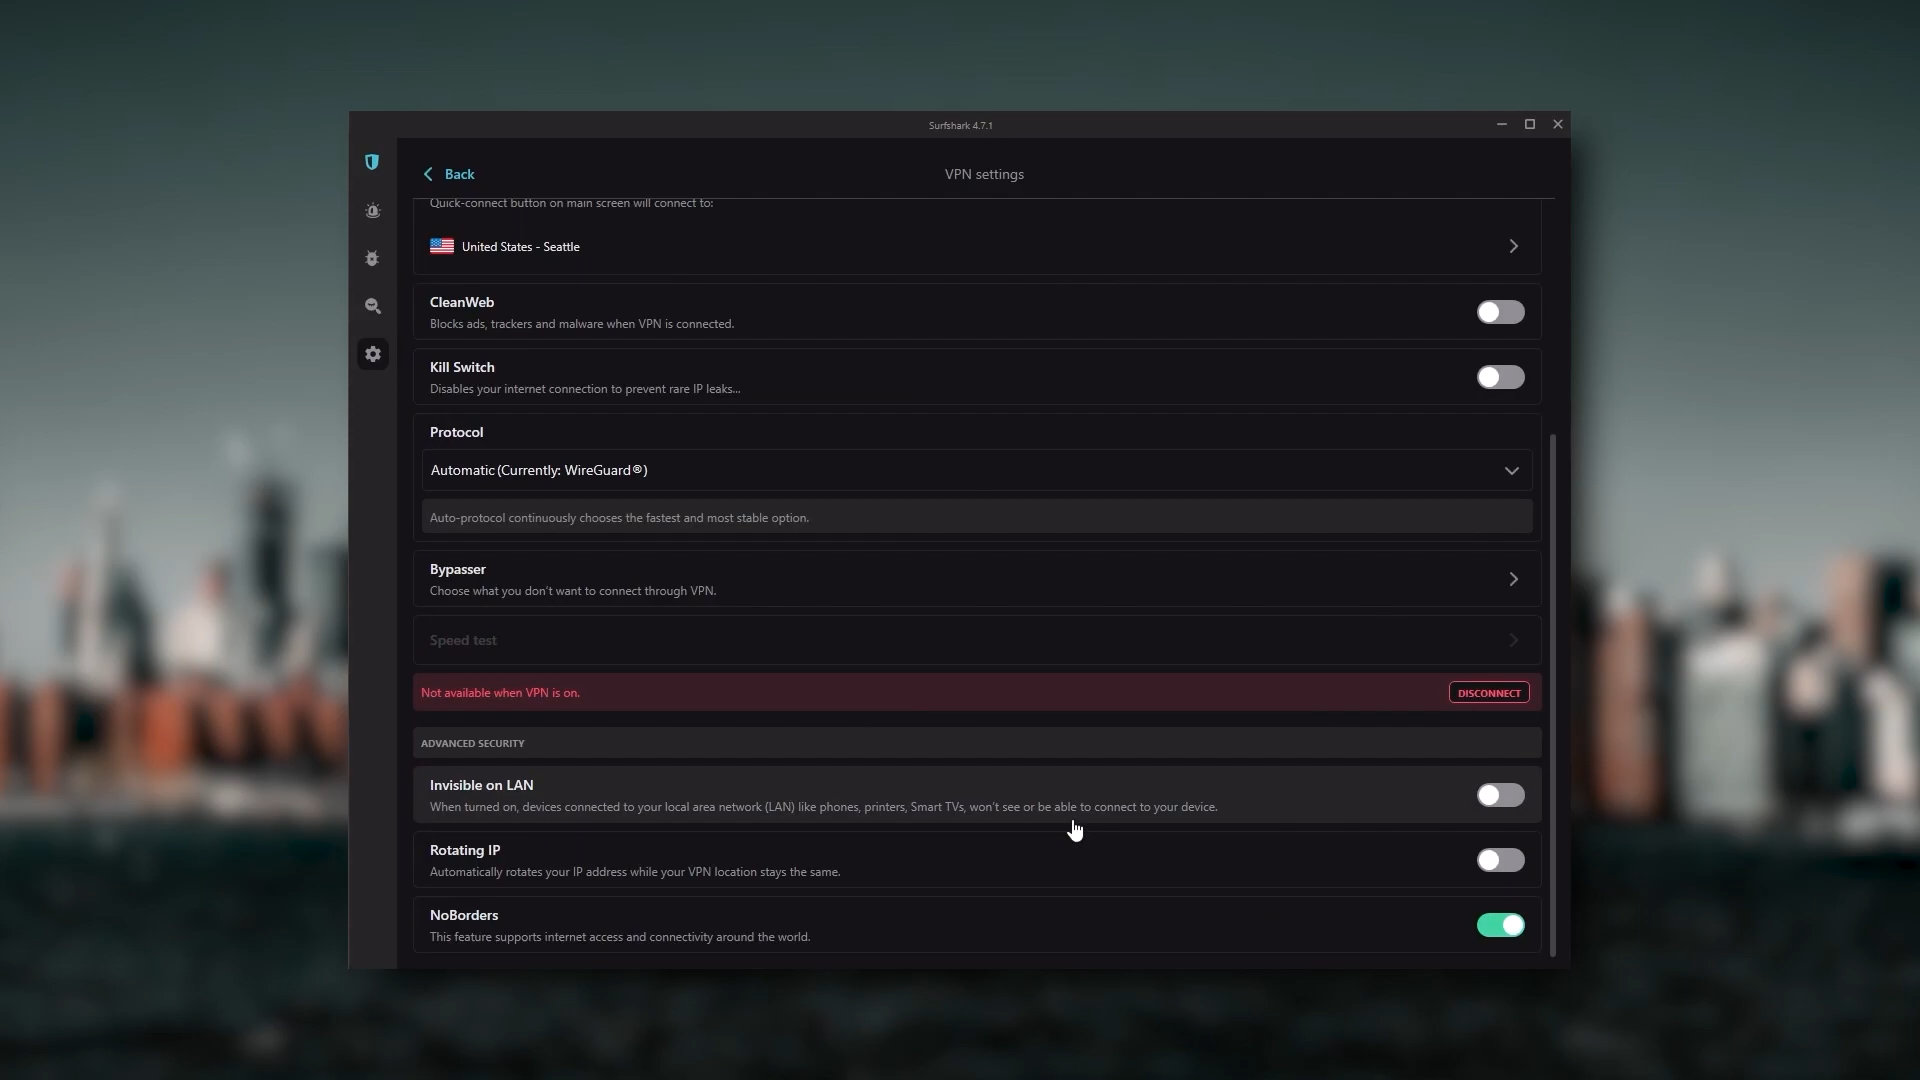 Surfshark 4.7.1
Back
VPN settings
Quick-connect button on main screen will connect to:
United States - Seattle
CleanWeb
Blocks ads, trackers and malware when VPN is connected.
Kill Switch
Disables your internet connection to prevent rare IP leaks...
Protocol
Automatic (Currently: WireGuard®)
Auto-protocol continuously chooses the fastest and most stable option.
Bypasser
Choose what you don't want to connect through VPN.
Speed test
Not available when VPN is on.
DISCONNECT
ADVANCED SECURITY
Invisible on LAN
When turned on, devices connected to your local area network (LAN) like phones, printers, Smart TVs, won't see or be able to connect to your device.
Rotating IP
Automatically rotates your IP address while your VPN location stays the same.
NoBorders
This feature supports internet access and connectivity around the world.